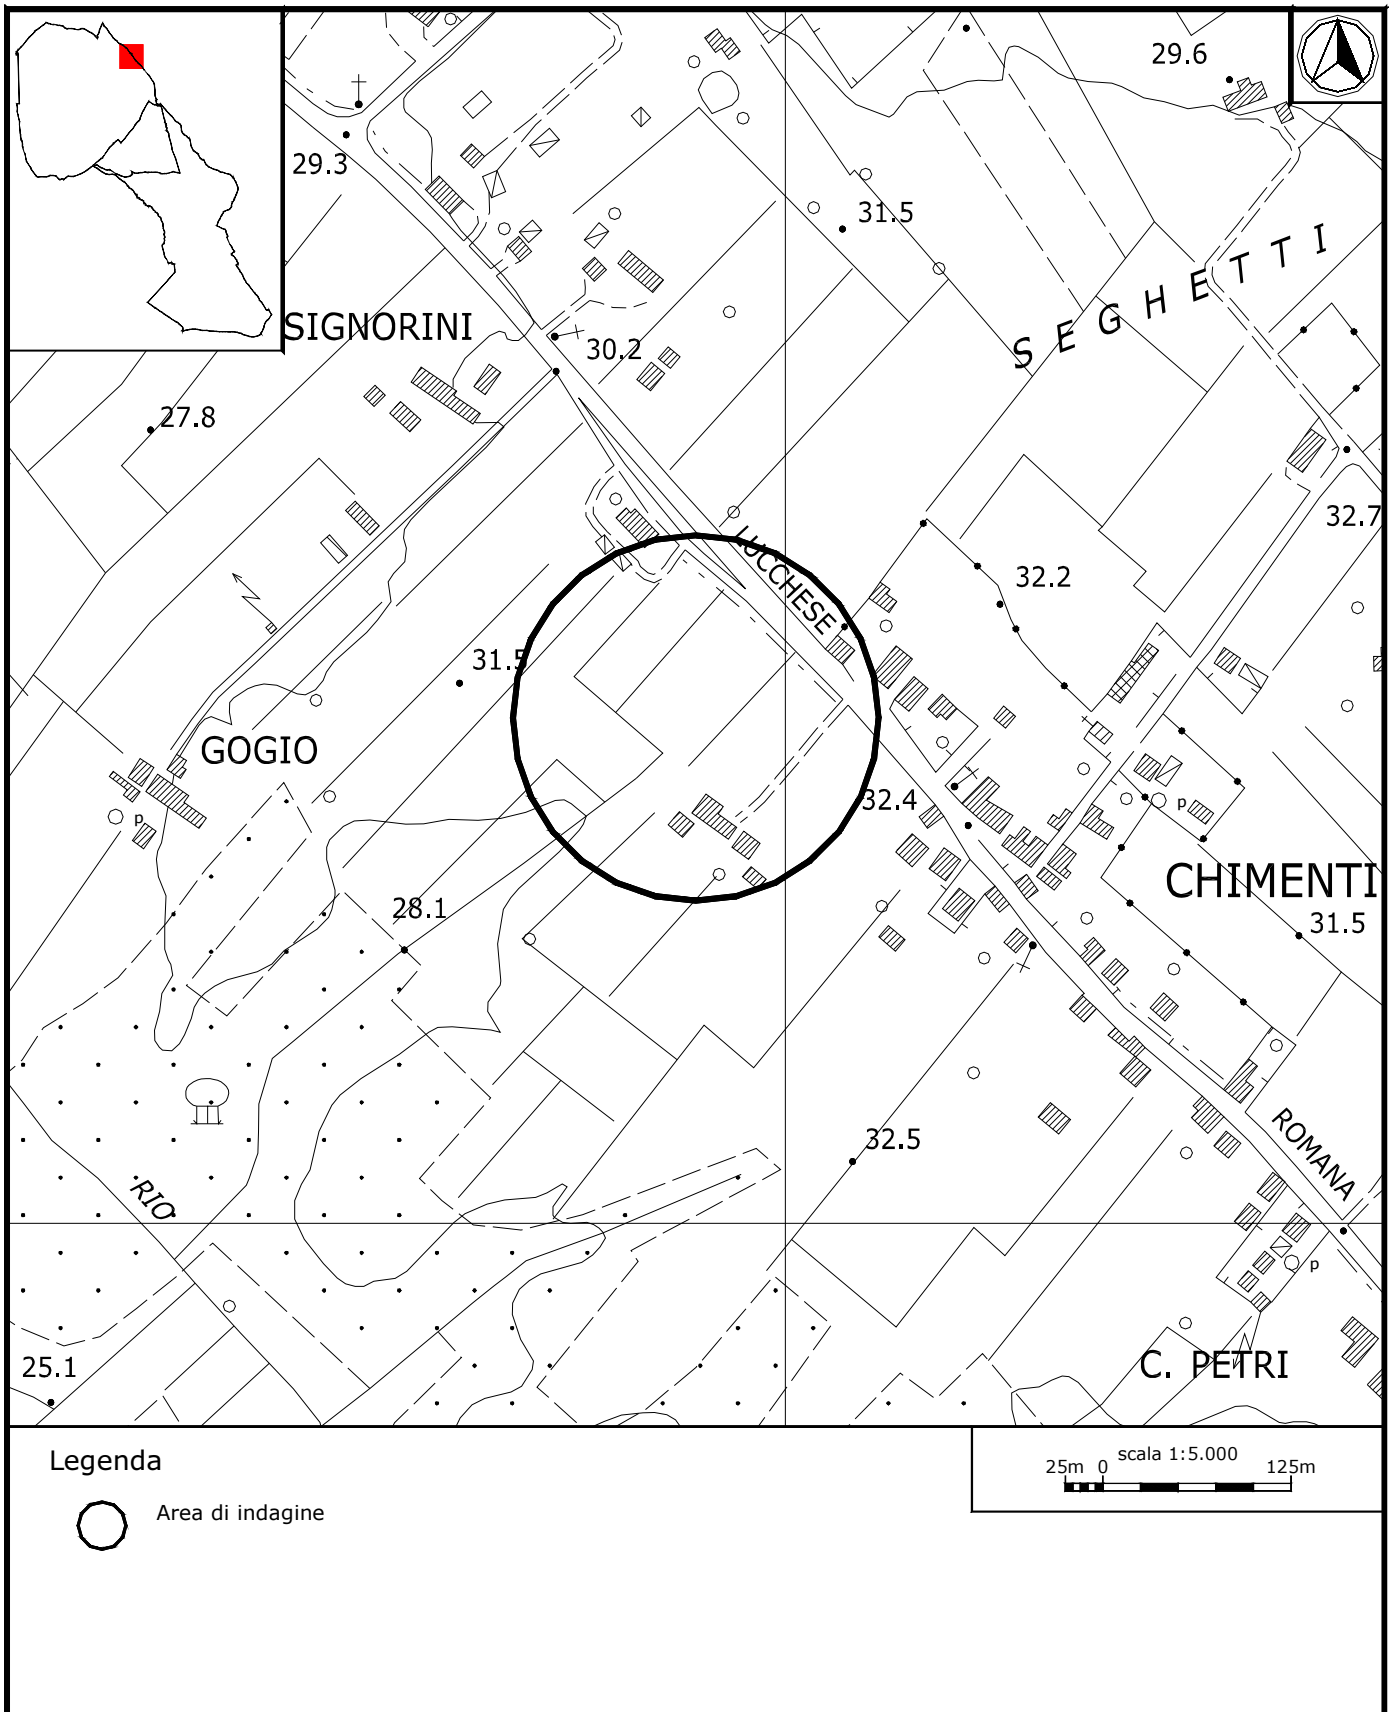 29.6
29.3
31.5
SEGHETTI
SIGNORINI
30.2
27.8
32.7
LUCCHESE
32.2
31.5
GOGIO
32.4
p
p
CHIMENTI
28.1
31.5
32.5
ROMANA
RIO
p
25.1
C. PETRI
Legenda
Area di indagine
scala 1:5.000
25m 0 125m